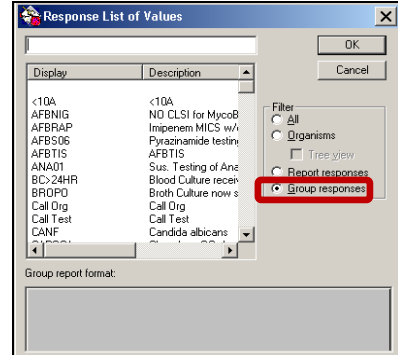 Response List of Values
OK
Cancel
Display Description
<10A <10A
AFBNIG NO CLSI for MycoB
AFBRAP Imipenem MICS w/
AFBS06 Pyrazinamide testin
AFBTIS AFBTIS
ANA01 Sus. Testing of Ana
BC>24HR Blood Culture receiv
BROPO Broth Culture now s
Call Org Call Org
Call Test Call Test
CANF Candida albicans
Filter
All
Organisms
Tree view
Report responses
Group responses
Group report format: